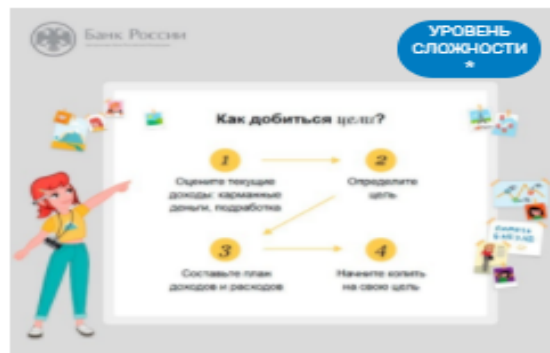 Банк России
УРОВЕНЬ
СЛОЖНОСТИ
*
Как добиться цели?
1
2
Оцените текущие
доходы: карманные
деньги, подработка
Определите
цель
3
4
Составьте план
доходов и расходов
Начните копить
на свою цель